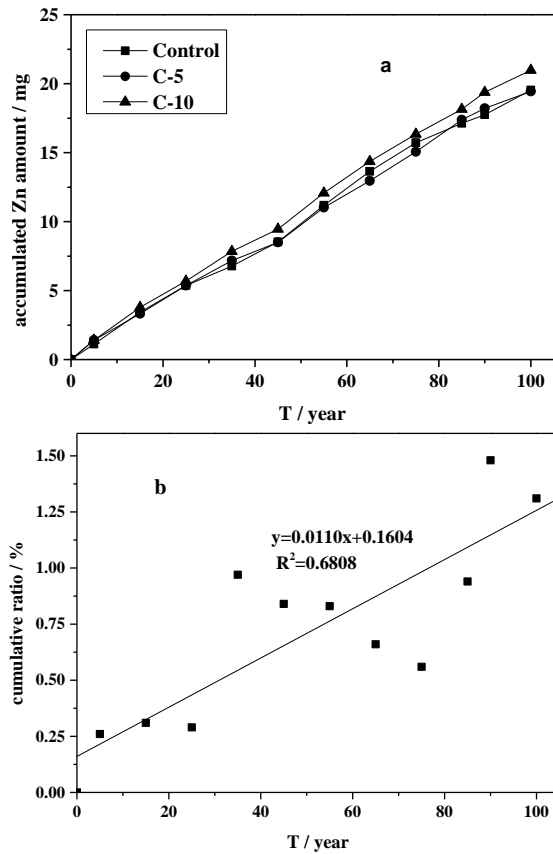 25
20
15
10
5
0
accumulated Zn amount / mg
Control
C-5
C-10
a
0 20 40 60 80 100
T / year
1.50
1.25
1.00
0.75
0.50
0.25
0.00
cumulative ratio / %
b
y=0.0110x+0.1604
R²=0.6808
0 20 40 60 80 100
T / year